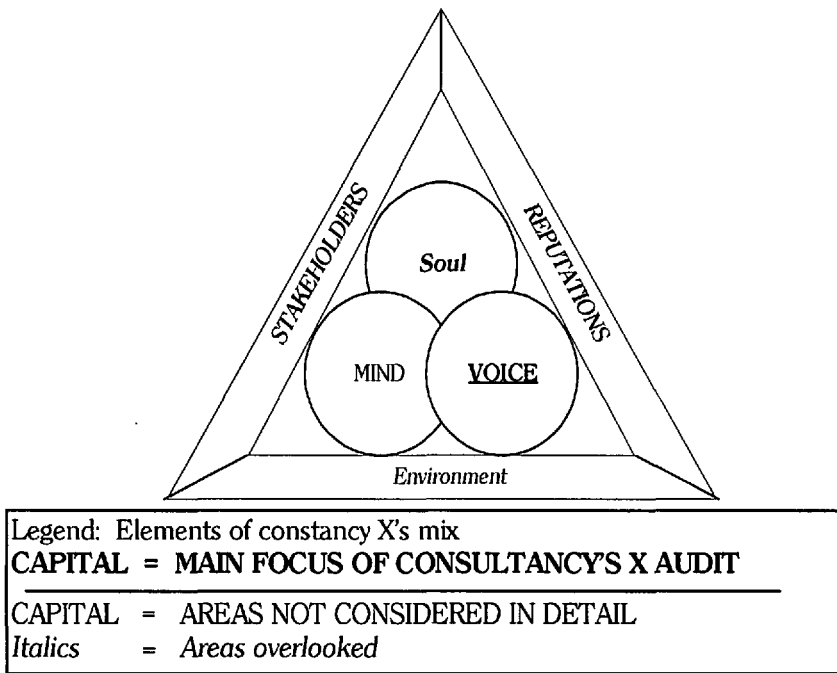 STAKEHOLDERS
REPUTATIONS
Soul
MIND
VOICE
Environment
Legend: Elements of constancy X's mix
CAPITAL = MAIN FOCUS OF CONSULTANCY'S X AUDIT
CAPITAL = AREAS NOT CONSIDERED IN DETAIL
Italics = Areas overlooked